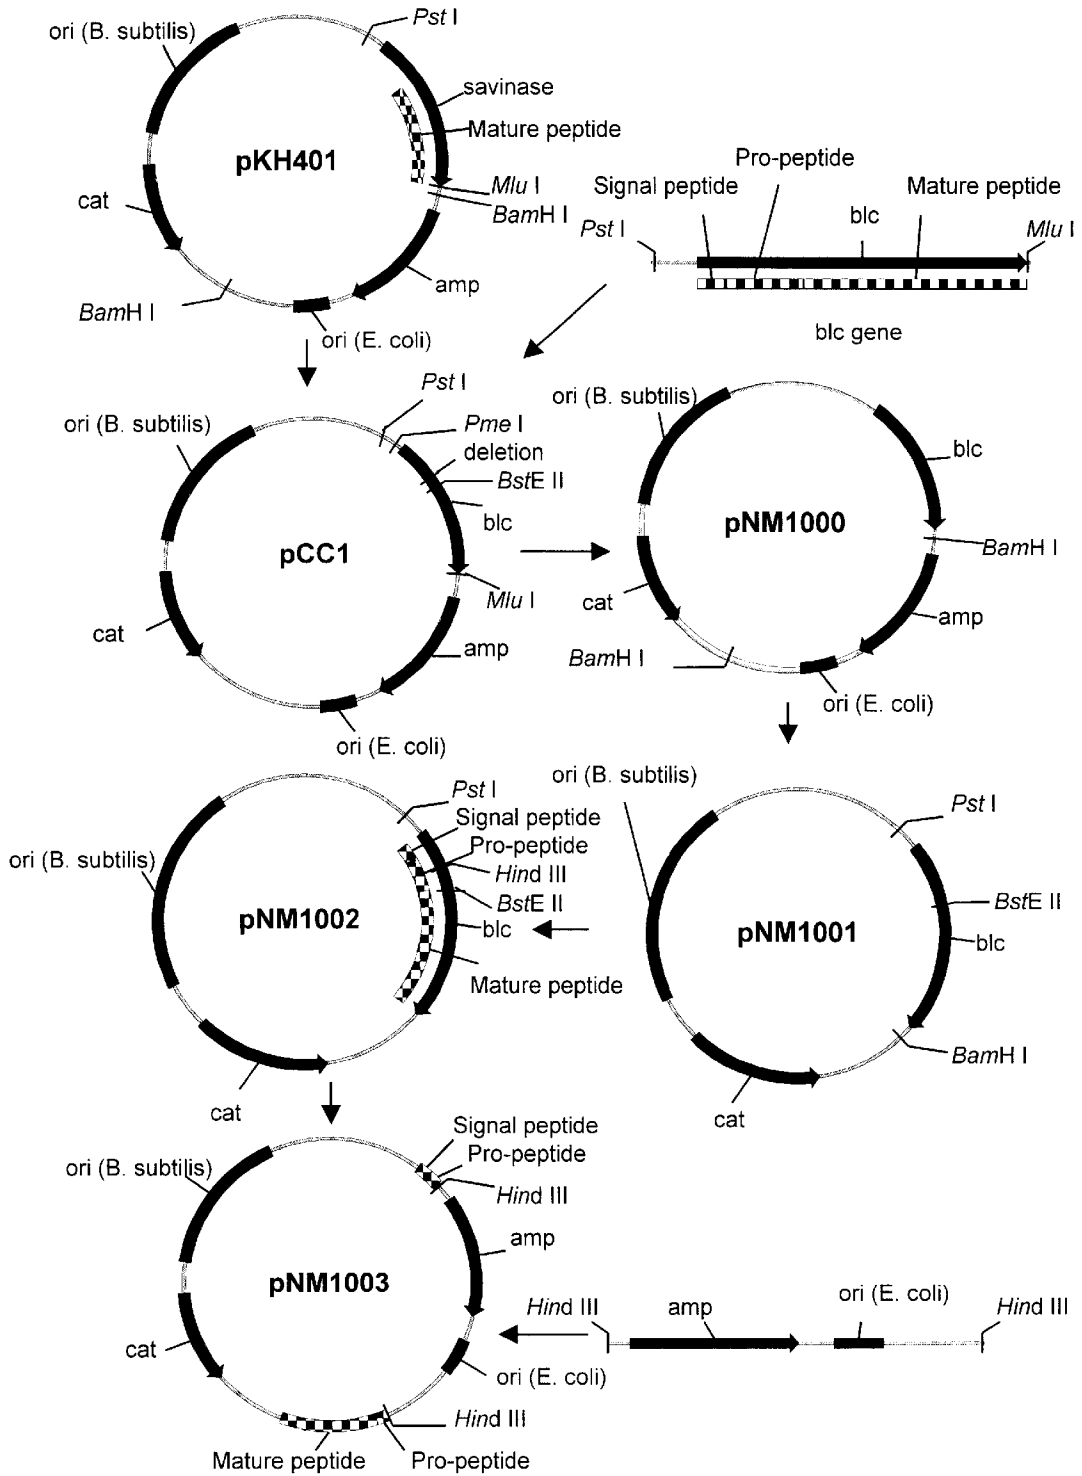 ori (B. subtilis)
Pst I
savinase
Mature peptide
pKH401
Mlu I
BamH I
cat
amp
BamH I
ori (E. coli)
Pro-peptide
Signal peptide
Mature peptide
Pst I
blc
Mlu I
blc gene
Pst I
ori (B. subtilis)
Pme I
deletion
BstE II
blc
pCC1
Mlu I
cat
amp
ori (E. coli)
ori (B. subtilis)
blc
pNM1000
BamH I
cat
amp
BamH I
ori (E. coli)
Pst I
Signal peptide
Pro-peptide
Hind III
BstE II
ori (B. subtilis)
pNM1002
blc
Mature peptide
cat
ori (B. subtilis)
Pst I
BstE II
pNM1001
blc
BamH I
cat
Signal peptide
Pro-peptide
ori (B. subtilis)
Hind III
amp
pNM1003
cat
ori (E. coli)
Hind III
Mature peptide
Pro-peptide
Hind III
amp
ori (E. coli)
Hind III